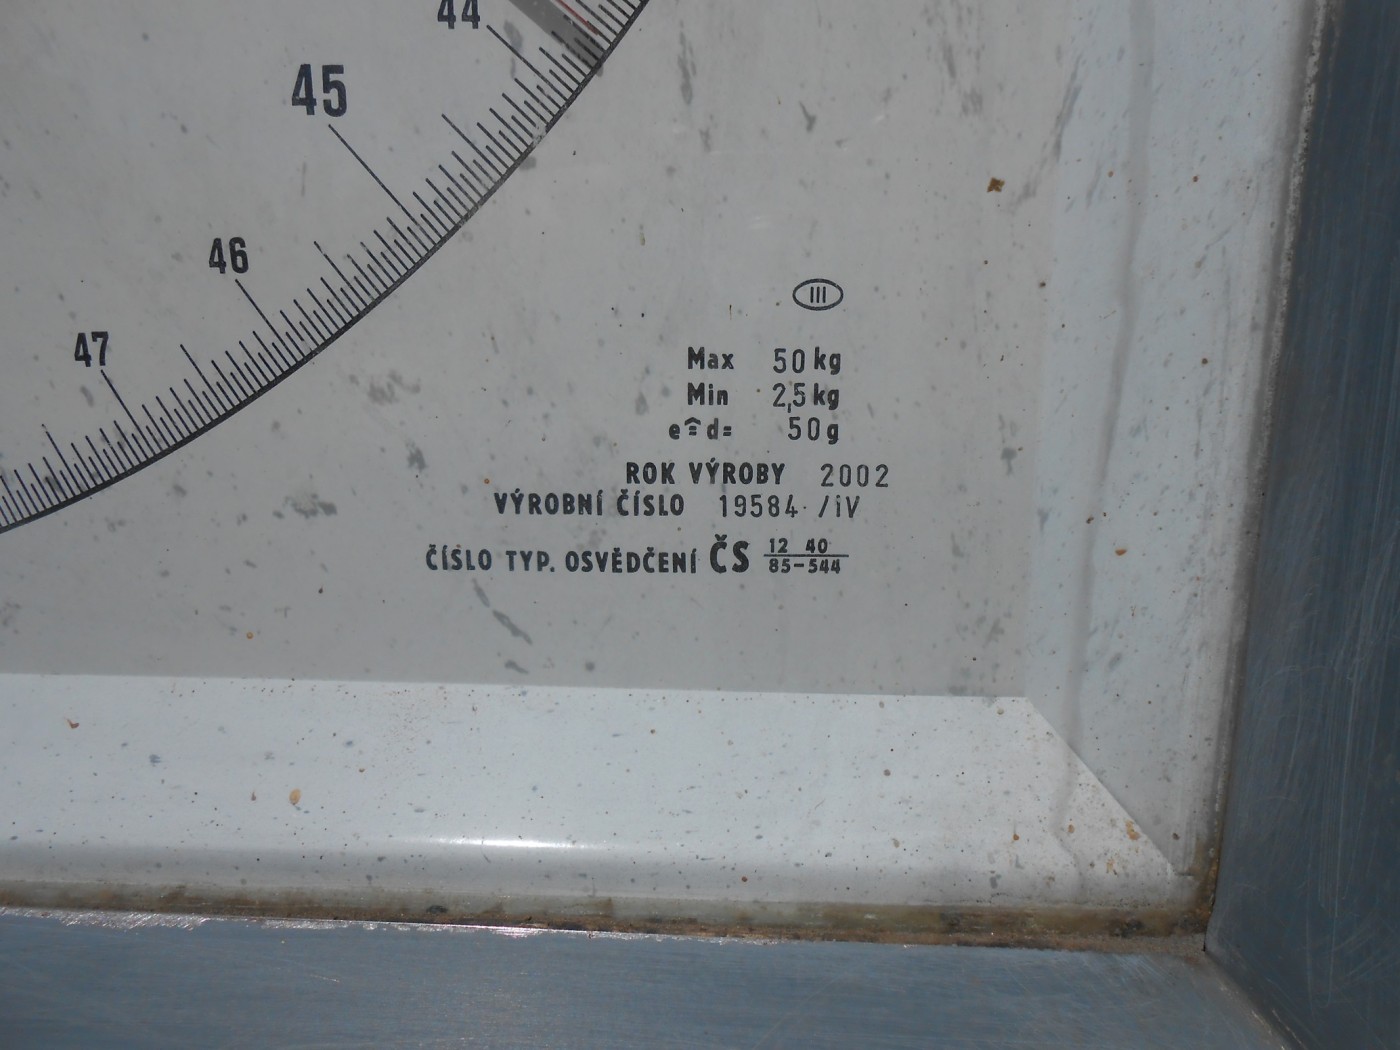 44
45
46
47
III
Max 50 kg
Min 2,5 kg
e≙d= 50 g
ROK VÝROBY 2002
VÝROBNÍ ČÍSLO 19584 /iV
ČÍSLO TYP. OSVĚDČENÍ ČS 12 40
85-544